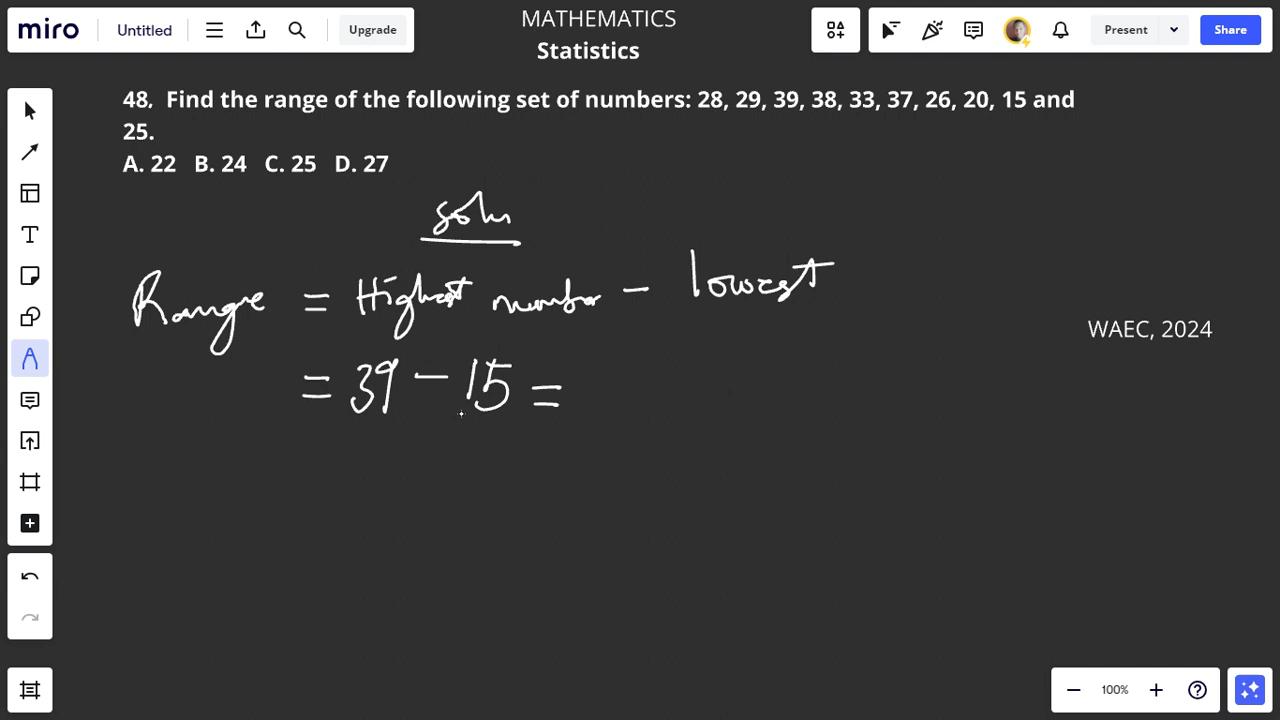 miro Untitled Upgrade
MATHEMATICS
Statistics
Present Share
48. Find the range of the following set of numbers: 28, 29, 39, 38, 33, 37, 26, 20, 15 and
25.
A. 22 B. 24 C. 25 D. 27
soln
Range = Highest number - lowest
WAEC, 2024
= 39 - 15 =
100%